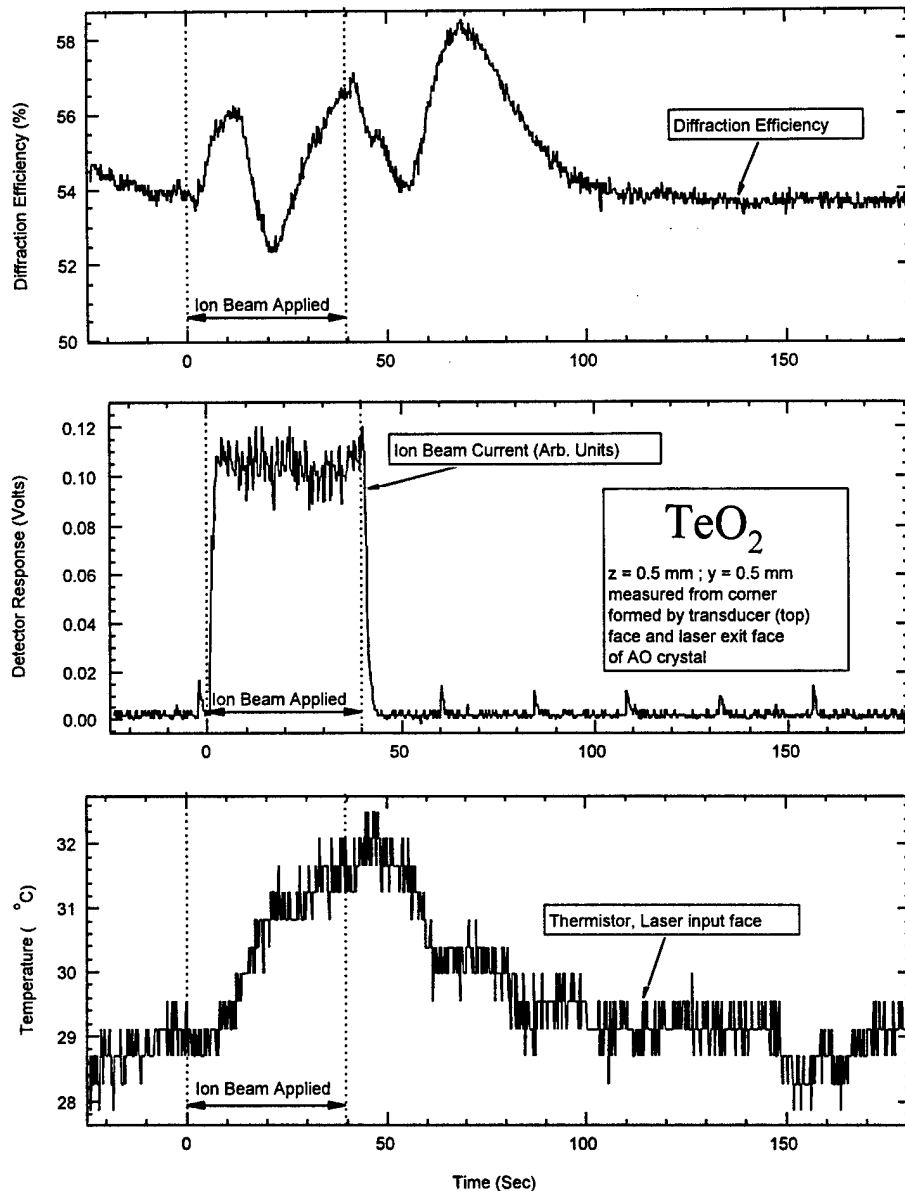 58
56
54
52
50
Diffraction Efficiency (%)
Diffraction Efficiency
Ion Beam Applied
0
50
100
150
0.12
0.10
0.08
0.06
0.04
0.02
0.00
Detector Response (Volts)
Ion Beam Current (Arb. Units)
TeO2
z = 0.5 mm ; y = 0.5 mm
measured from corner
formed by transducer (top)
face and laser exit face
of AO crystal
Ion Beam Applied
0
50
100
150
32
31
30
29
28
Temperature ( °C)
Thermistor, Laser input face
Ion Beam Applied
0
50
100
150
Time (Sec)